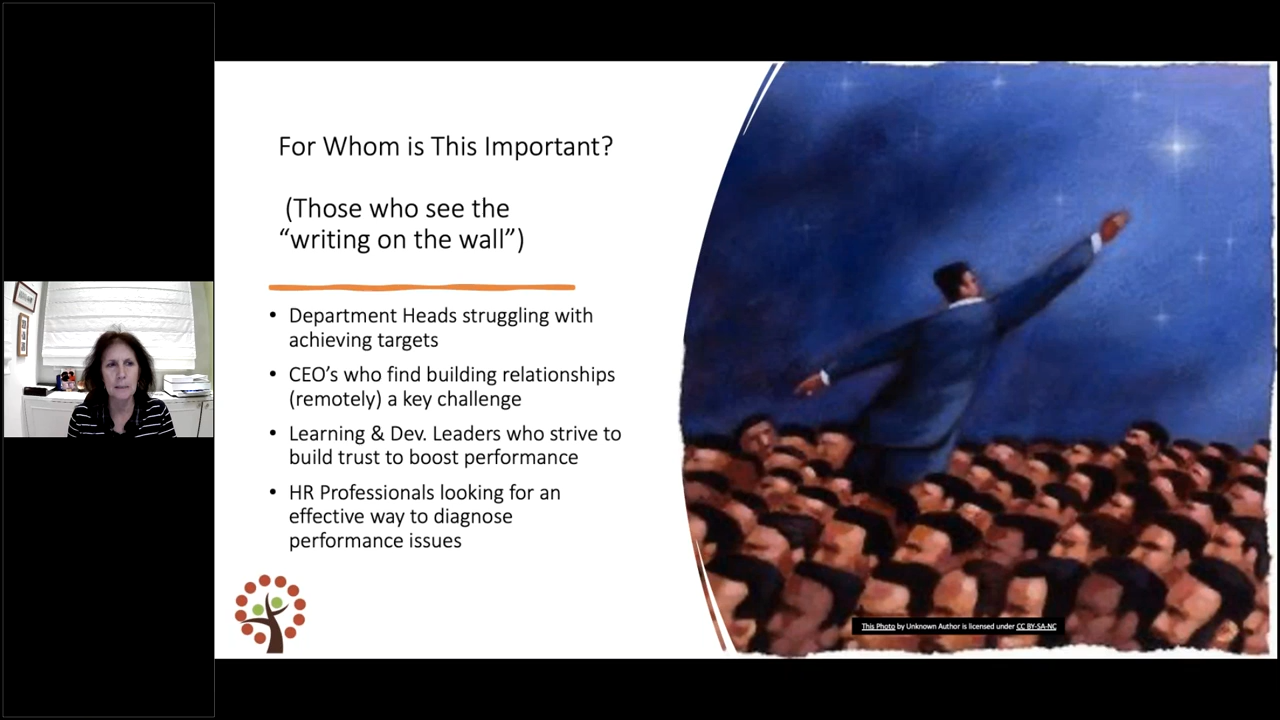 For Whom is This Important?
(Those who see the
“writing on the wall”)
• Department Heads struggling with
achieving targets
• CEO’s who find building relationships
(remotely) a key challenge
• Learning & Dev. Leaders who strive to
build trust to boost performance
• HR Professionals looking for an
effective way to diagnose
performance issues
This Photo by Unknown Author is licensed under CC BY-SA-NC